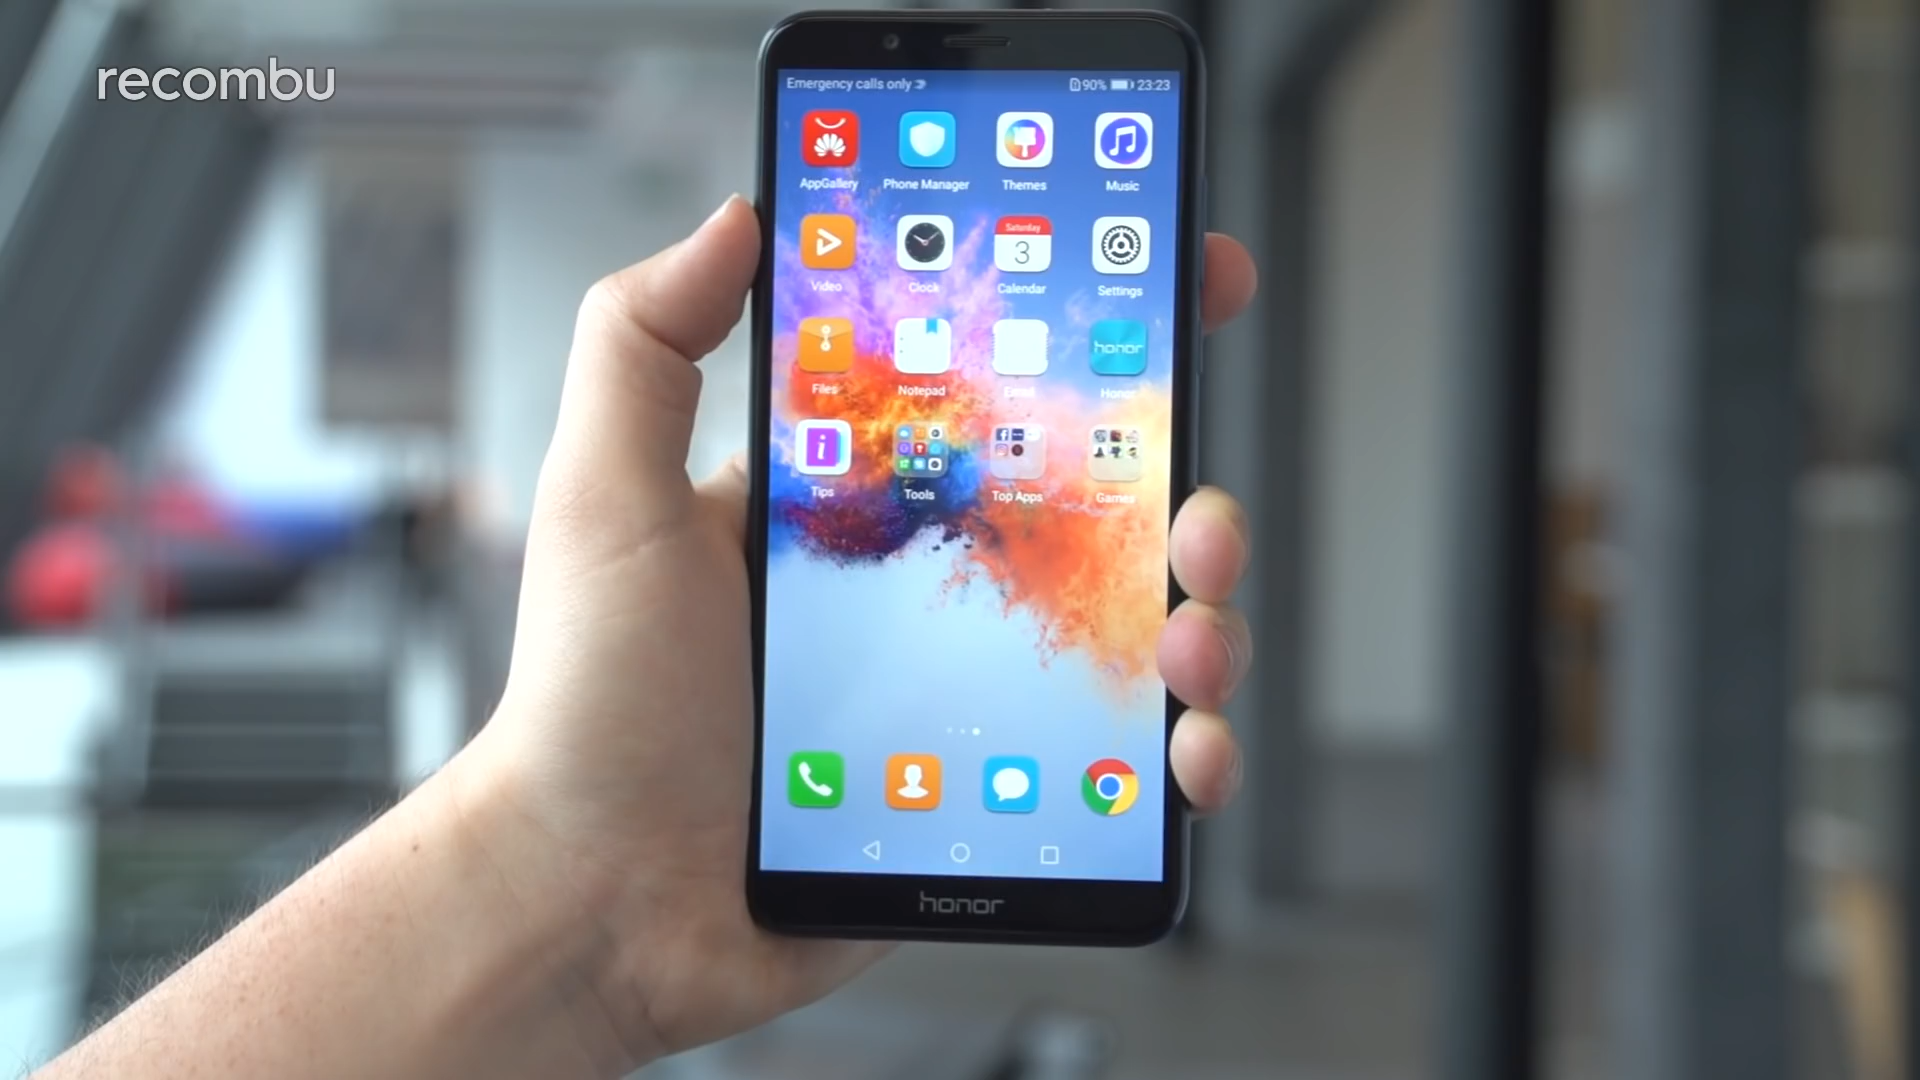 recombu
Emergency calls only
90% 23:23
AppGallery Phone Manager Themes Music
Saturday
3
Video Clock Calendar Settings
honor
Files Notepad Email Honor
i
Tips Tools Top Apps Games
honor